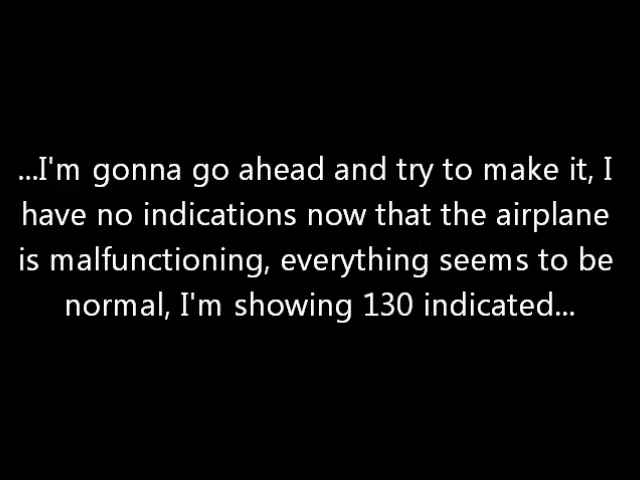 ...I'm gonna go ahead and try to make it, I
have no indications now that the airplane
is malfunctioning, everything seems to be
normal, I'm showing 130 indicated...